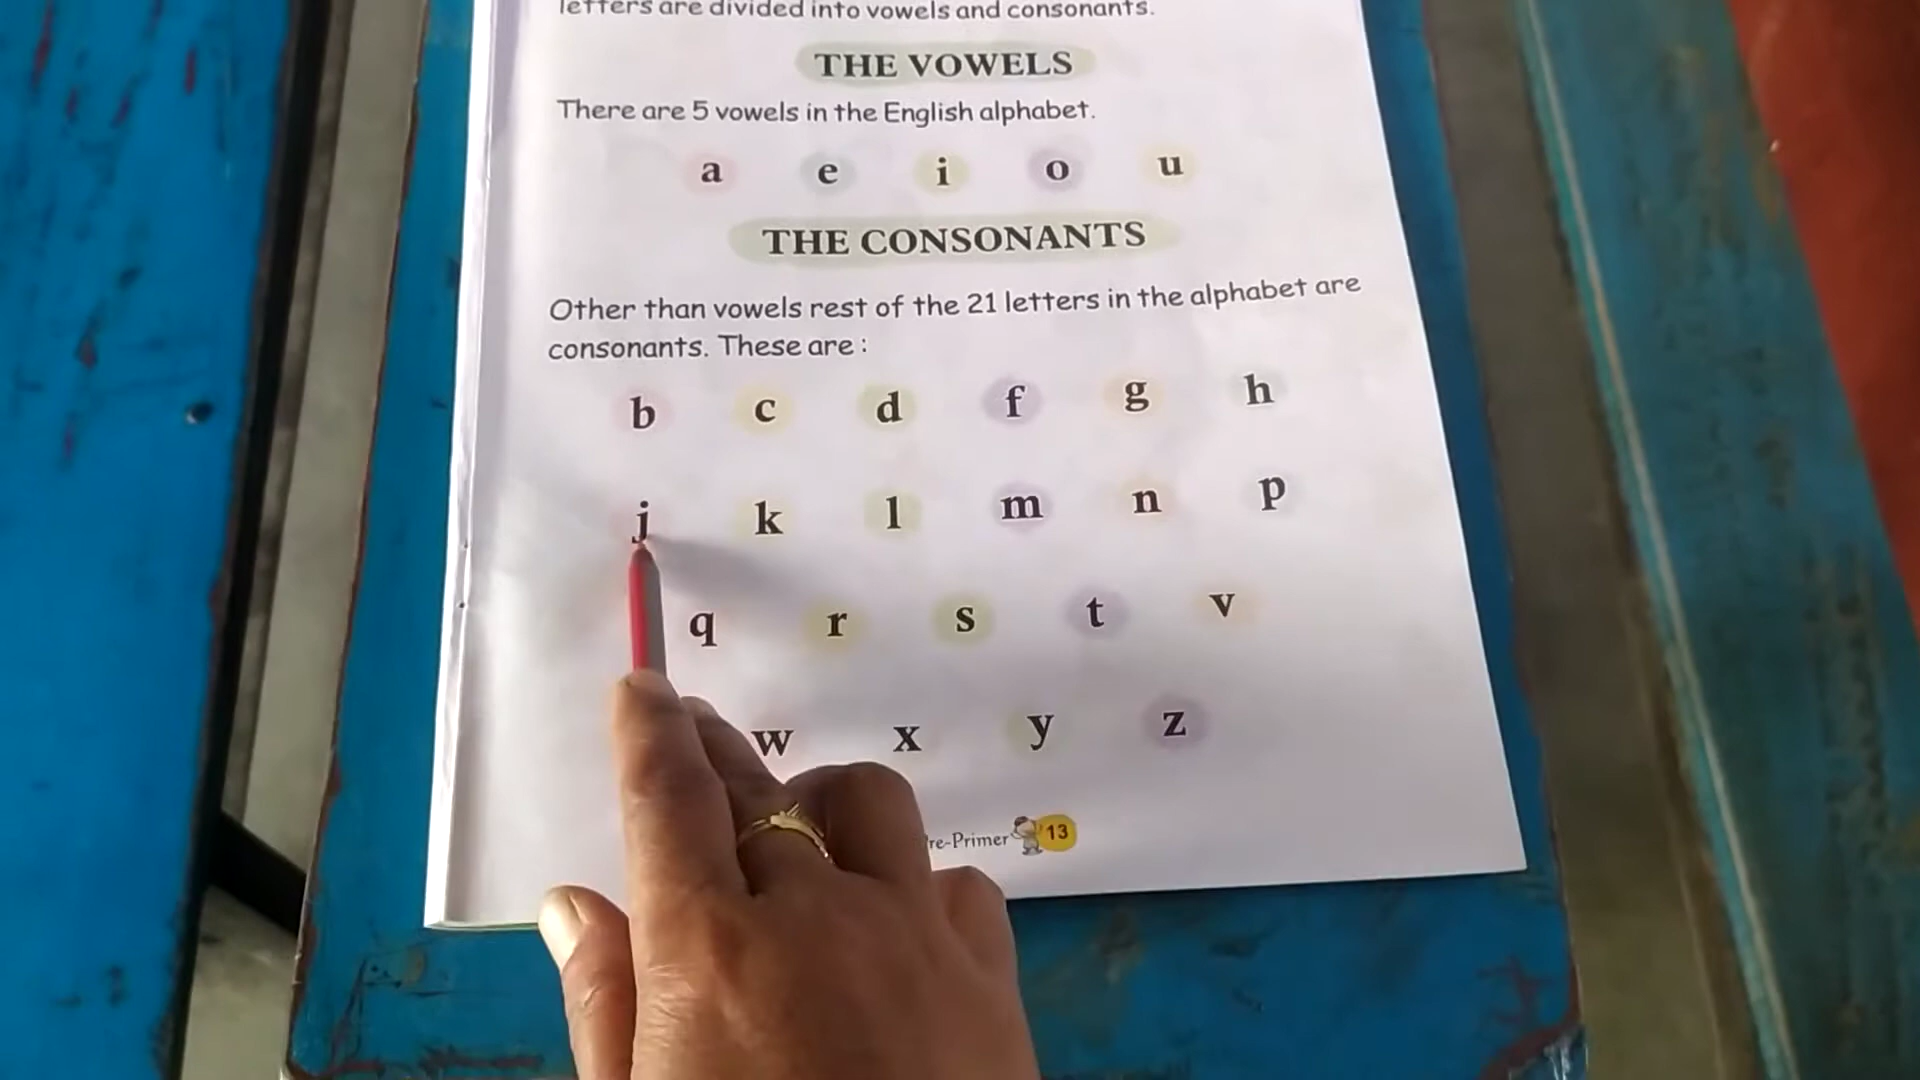 letters are divided into vowels and consonants.
THE VOWELS
There are 5 vowels in the English alphabet.
a e i o u
THE CONSONANTS
Other than vowels rest of the 21 letters in the alphabet are
consonants. These are :
b c d f g h
j k l m n p
q r s t v
w x y z
re-Primer 13